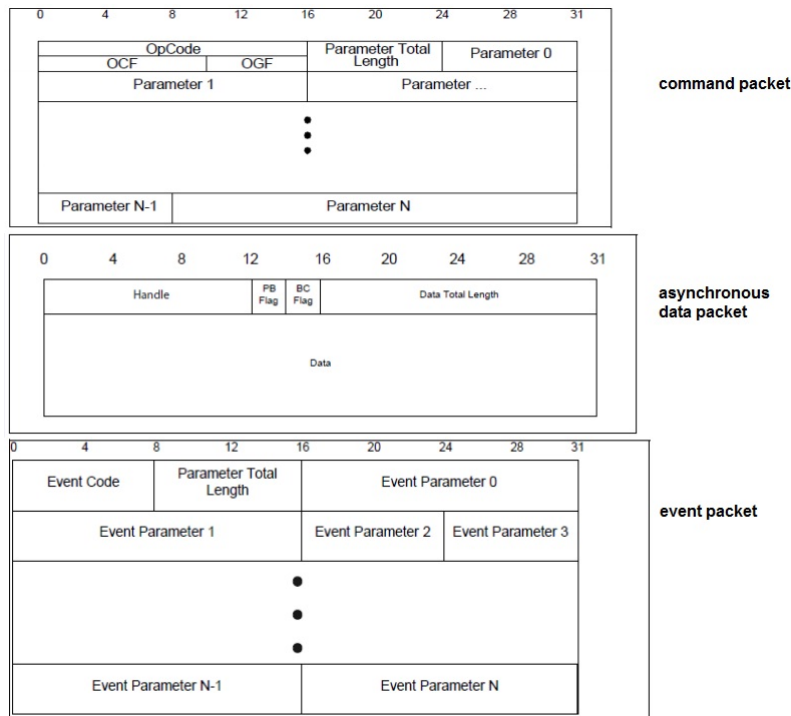 0 4 8 12 16 20 24 28 31
OpCode
Parameter Total
Length
Parameter 0
OCF
OGF
Parameter 1
Parameter ...
Parameter N-1
Parameter N
command packet
0 4 8 12 16 20 24 28 31
Handle
PB
Flag
BC
Flag
Data Total Length
Data
asynchronous
data packet
0 4 8 12 16 20 24 28 31
Event Code
Parameter Total
Length
Event Parameter 0
Event Parameter 1
Event Parameter 2
Event Parameter 3
Event Parameter N-1
Event Parameter N
event packet